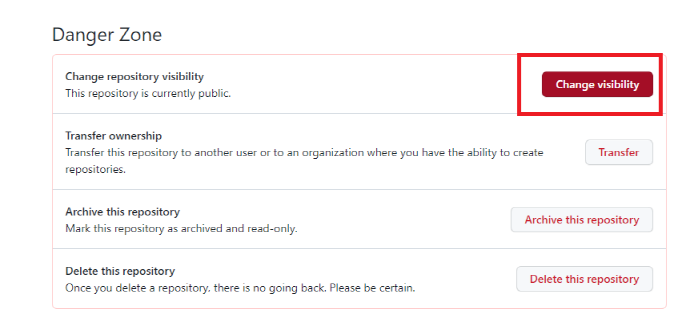 Danger Zone
Change repository visibility
This repository is currently public.
Change visibility
Transfer ownership
Transfer this repository to another user or to an organization where you have the ability to create
repositories.
Transfer
Archive this repository
Mark this repository as archived and read-only.
Archive this repository
Delete this repository
Once you delete a repository, there is no going back. Please be certain.
Delete this repository